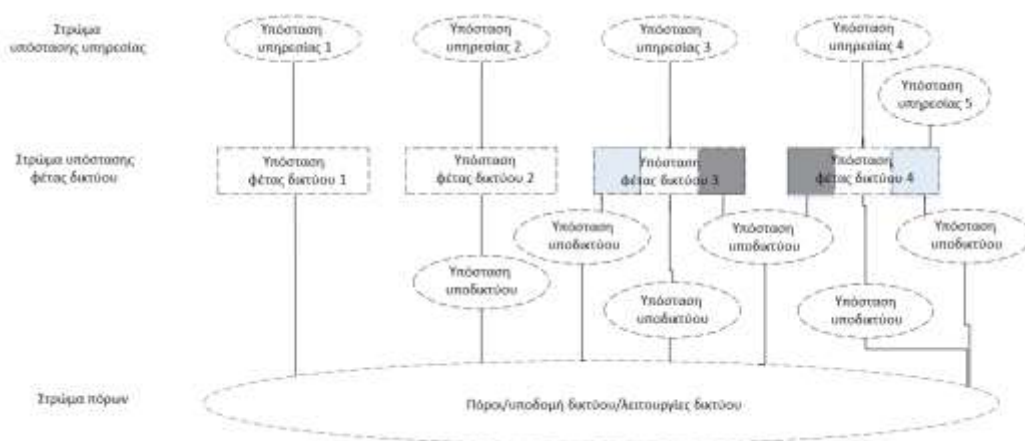 Στρώμα
υπόστασης υπηρεσίας
Υπόσταση
υπηρεσίας 1
Υπόσταση
υπηρεσίας 2
Υπόσταση
υπηρεσίας 3
Υπόσταση
υπηρεσίας 4
Υπόσταση
υπηρεσίας 5
Στρώμα υπόστασης
φέτας δικτύου
Υπόσταση
φέτας δικτύου 1
Υπόσταση
φέτας δικτύου 2
Υπόσταση
φέτας δικτύου 3
Υπόσταση
φέτας δικτύου 4
Υπόσταση
υποδικτύου
Υπόσταση
υποδικτύου
Υπόσταση
υποδικτύου
Υπόσταση
υποδικτύου
Υπόσταση
υποδικτύου
Υπόσταση
υποδικτύου
Στρώμα πόρων
Πόροι/υποδομή δικτύου/λειτουργίες δικτύου